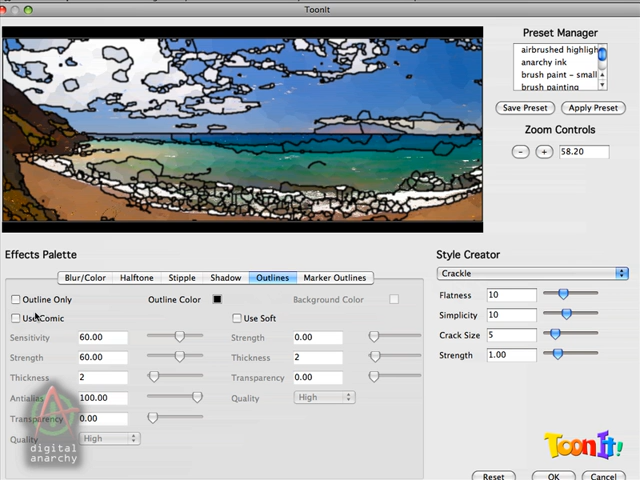 ToonIt
Preset Manager
airbrushed highligh
anarchy ink
brush paint - small
brush painting
Save Preset
Apply Preset
Zoom Controls
- + 58.20
Effects Palette
Blur/Color Halftone Stipple Shadow Outlines Marker Outlines
Outline Only Outline Color Background Color
Use Comic Use Soft
Sensitivity 60.00 Strength 0.00
Strength 60.00 Thickness 2
Thickness 2 Transparency 0.00
Antialias 100.00 Quality High
Transparency 0.00
Quality High
Style Creator
Crackle
Flatness 10
Simplicity 10
Crack Size 5
Strength 1.00
digital
anarchy
ToonIt!
Reset OK Cancel